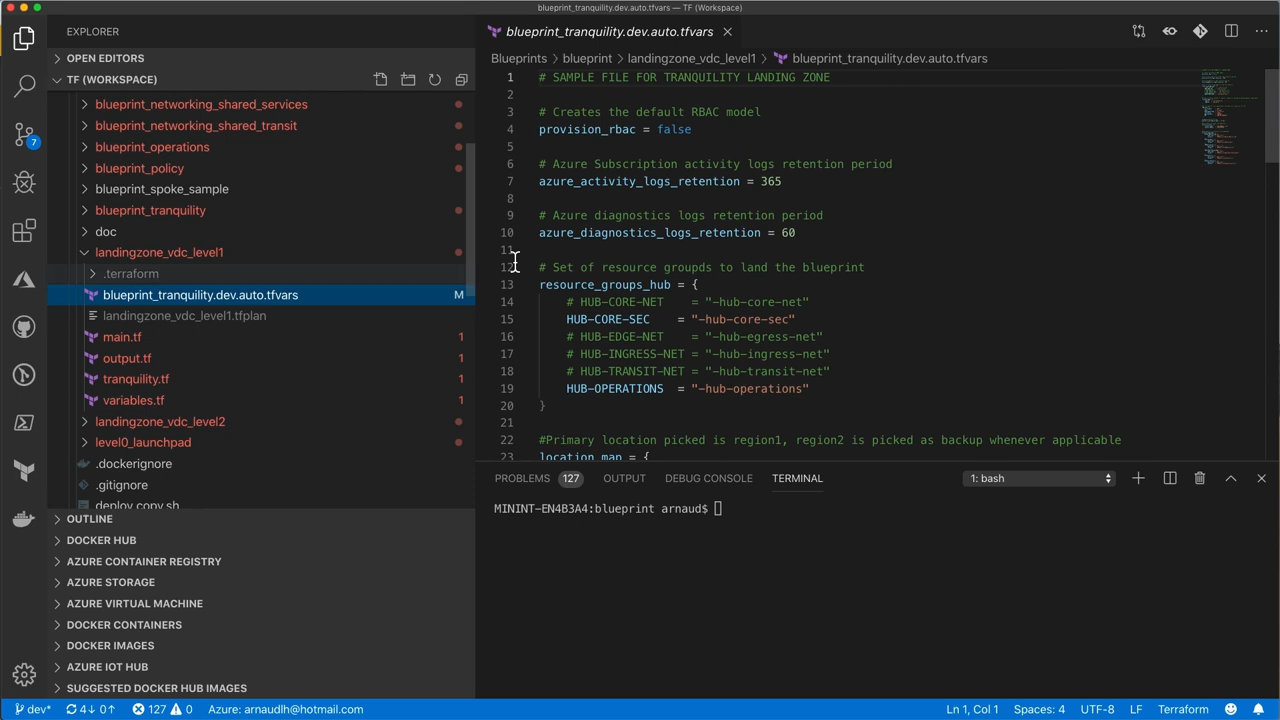 blueprint_tranquility.dev.auto.tfvars — TF (Workspace)
EXPLORER
OPEN EDITORS
TF (WORKSPACE)
blueprint_networking_shared_services
blueprint_networking_shared_transit
blueprint_operations
blueprint_policy
blueprint_spoke_sample
blueprint_tranquility
doc
landingzone_vdc_level1
.terraform
blueprint_tranquility.dev.auto.tfvars M
landingzone_vdc_level1.tfplan
main.tf 1
output.tf 1
tranquility.tf 1
variables.tf 1
landingzone_vdc_level2
level0_launchpad
.dockerignore
.gitignore
deploy_copy.sh
OUTLINE
DOCKER HUB
AZURE CONTAINER REGISTRY
AZURE STORAGE
AZURE VIRTUAL MACHINE
DOCKER CONTAINERS
DOCKER IMAGES
AZURE IOT HUB
SUGGESTED DOCKER HUB IMAGES
7
blueprint_tranquility.dev.auto.tfvars
Blueprints > blueprint > landingzone_vdc_level1 > blueprint_tranquility.dev.auto.tfvars
1 # SAMPLE FILE FOR TRANQUILITY LANDING ZONE
2
3 # Creates the default RBAC model
4 provision_rbac = false
5
6 # Azure Subscription activity logs retention period
7 azure_activity_logs_retention = 365
8
9 # Azure diagnostics logs retention period
10 azure_diagnostics_logs_retention = 60
11
12 # Set of resource groupds to land the blueprint
13 resource_groups_hub = {
14 # HUB-CORE-NET = "-hub-core-net"
15 HUB-CORE-SEC = "-hub-core-sec"
16 # HUB-EDGE-NET = "-hub-egress-net"
17 # HUB-INGRESS-NET = "-hub-ingress-net"
18 # HUB-TRANSIT-NET = "-hub-transit-net"
19 HUB-OPERATIONS = "-hub-operations"
20 }
21
22 #Primary location picked is region1, region2 is picked as backup whenever applicable
23 location_map = {
PROBLEMS 127 OUTPUT DEBUG CONSOLE TERMINAL 1: bash
MININT-EN4B3A4:blueprint arnaud$
dev* 4↓ 0↑ 127 0 Azure: arnaudlh@hotmail.com Ln 1, Col 1 Spaces: 4 UTF-8 LF Terraform